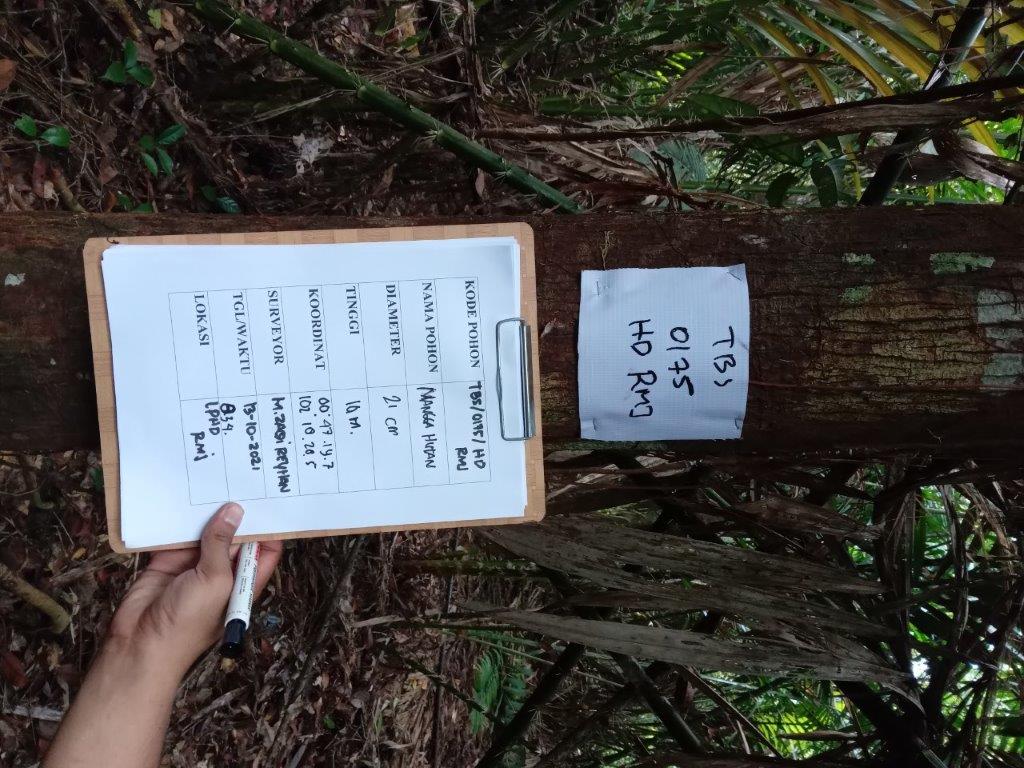 TBS
0175
HD RMJ
KODE POHON TBS/0175/ HD
RMJ
NAMA POHON MANGGA HUTAN
DIAMETER 21 CM
TINGGI 10 M.
KOORDINAT 00°.47.19.7
102°.10.20.5
SURVEYOR M.ZAQI REYHAN
TGL/WAKTU 13-10-2021
8.34.
LOKASI LPHD
RMJ